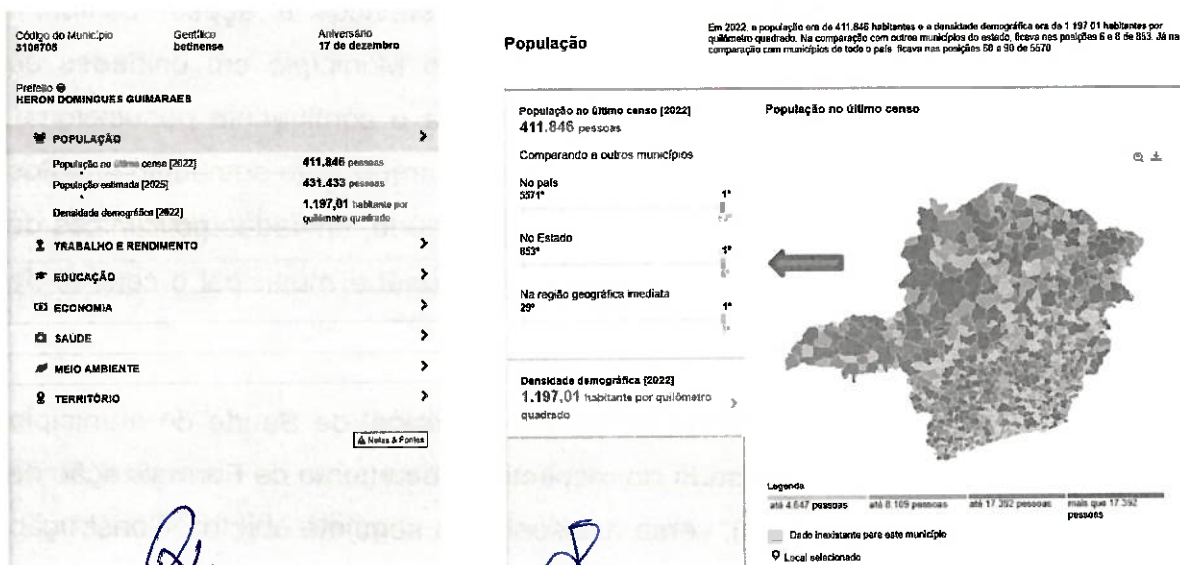 Código do Município Gentílico Aniversário
3106705 betinense 17 de dezembro
Prefeito
HERON DOMINGUES GUIMARAES
POPULAÇÃO
População no último censo [2022] 411.846 pessoas
População estimada [2025] 431.433 pessoas
Densidade demográfica [2022] 1.197,01 habitante por
quilômetro quadrado
TRABALHO E RENDIMENTO
EDUCAÇÃO
ECONOMIA
SAÚDE
MEIO AMBIENTE
TERRITÓRIO
Notas & Fontes
População
Em 2022, a população era de 411.846 habitantes e a densidade demográfica era de 1 197 01 habitantes por
quilômetro quadrado. Na comparação com outros municípios do estado, ficava nas posições 6 e 8 de 853. Já na
comparação com municípios de todo o país ficava nas posições 60 e 90 de 5570
População no último censo [2022]
411.846 pessoas
Comparando a outros municípios
No país
5571º 1º
No Estado
853º 1º
Na região geográfica imediata
29º 1º
Densidade demográfica [2022]
1.197,01 habitante por quilômetro
quadrado
População no último censo
Legenda
até 4.647 pessoas até 8.169 pessoas até 17.392 pessoas mais que 17.392
pessoas
Dado inexistente para este município
Local selecionado